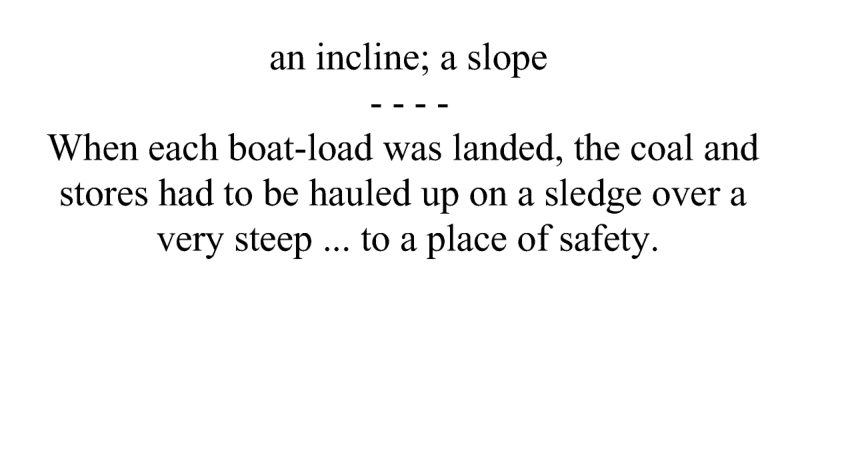 an incline; a slope
- - - -
When each boat-load was landed, the coal and
stores had to be hauled up on a sledge over a
very steep ... to a place of safety.